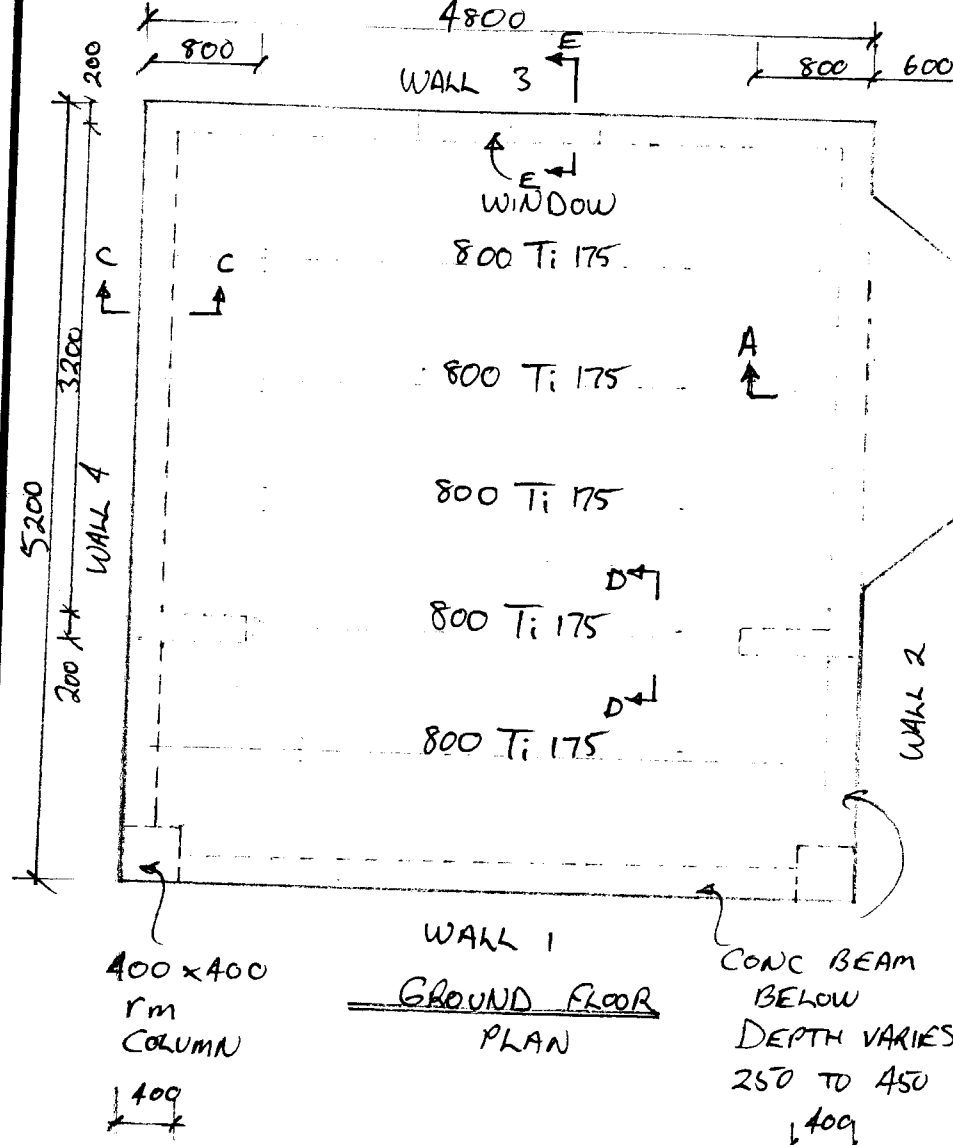 4800
800
E
800
600
200
WALL 3
E
WINDOW
800 Ti 175
C
C
3200
800 Ti 175
A
5200
WALL 4
800 Ti 175
D
200
800 Ti 175
WALL 2
D
800 Ti 175
WALL 1
400 x 400
rm
COLUMN
GROUND FLOOR
PLAN
CONC BEAM
BELOW
DEPTH VARIES
250 TO 450
400
400